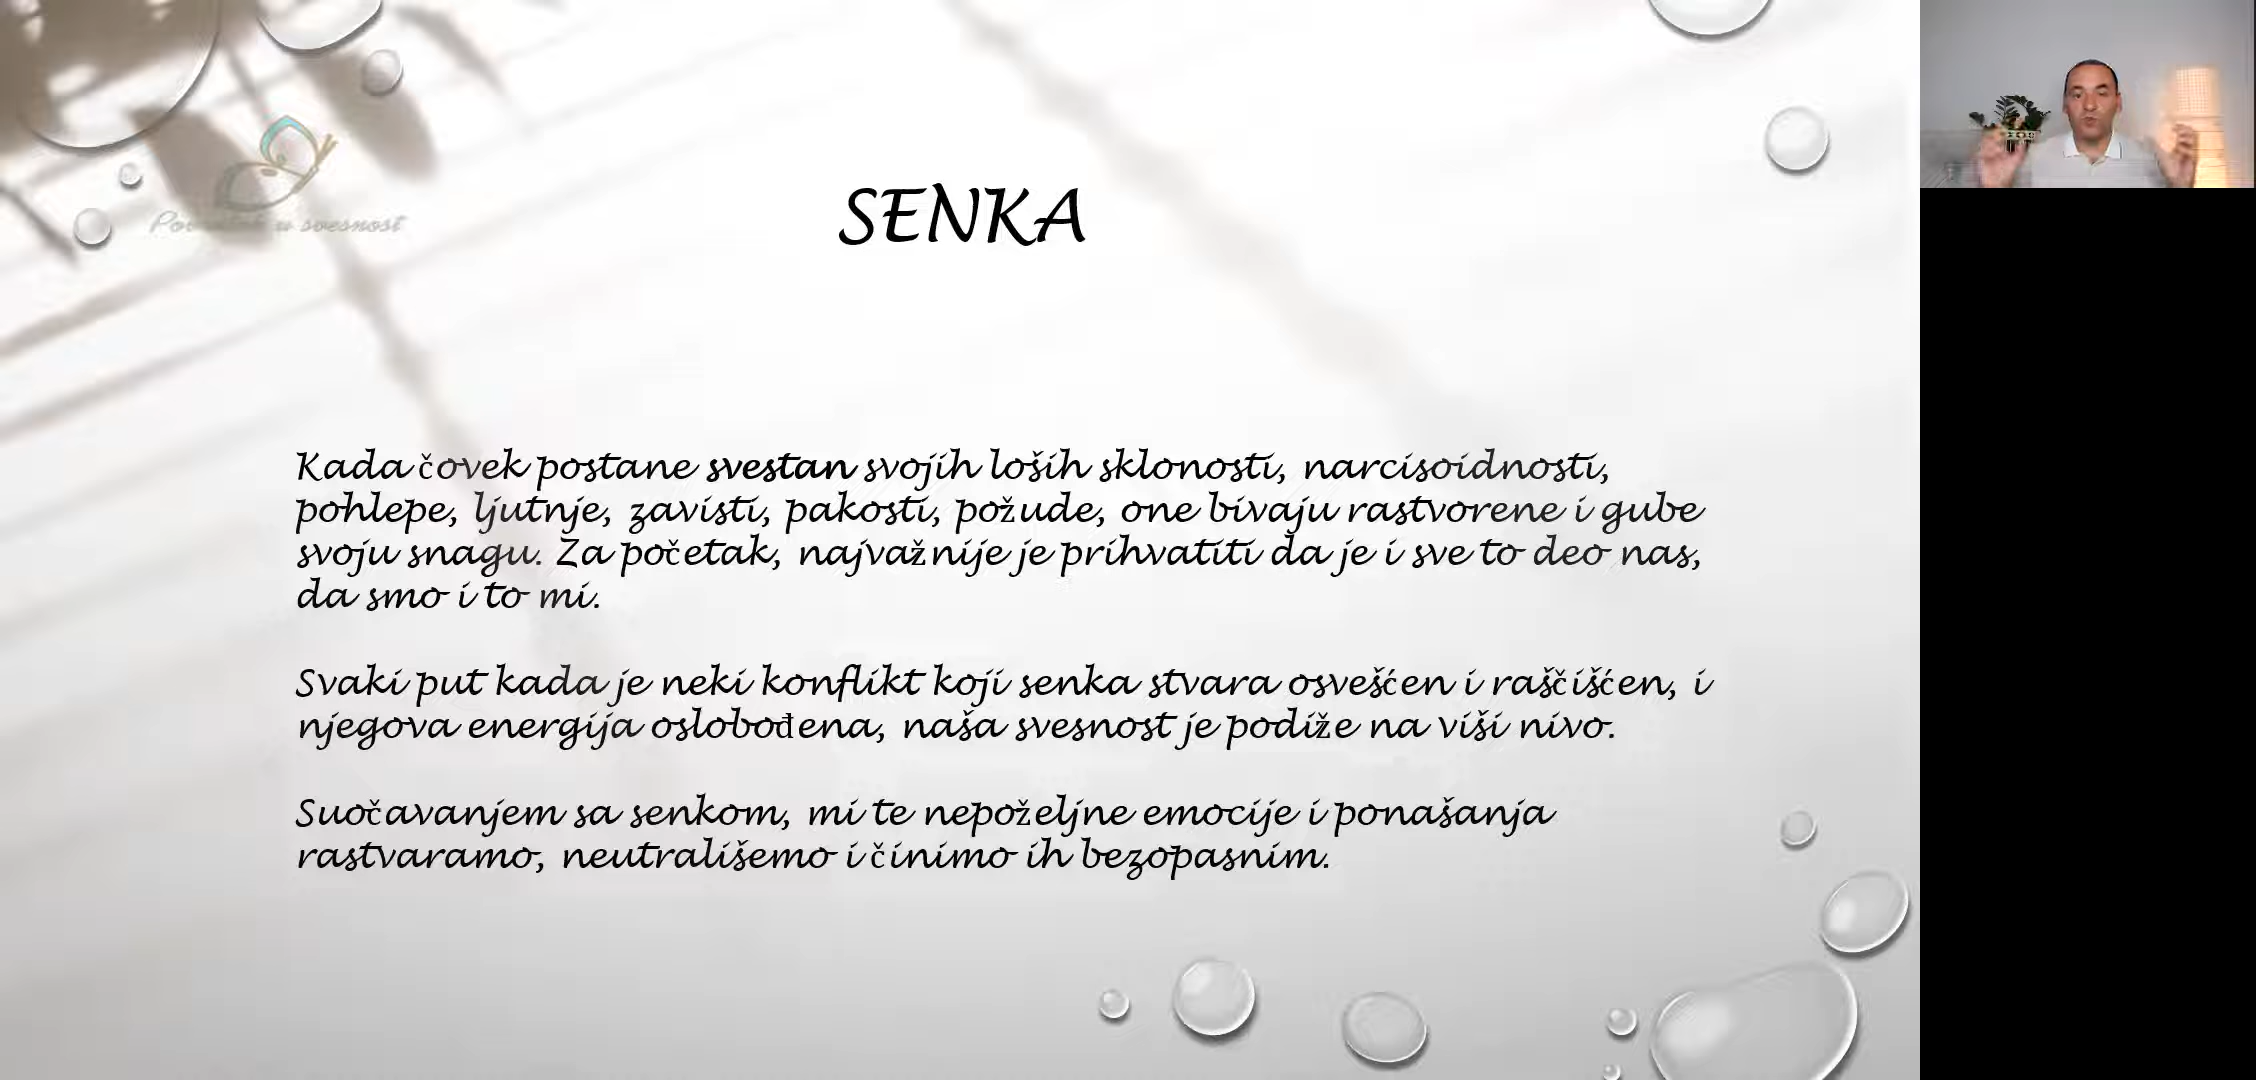 u svesnost
SENKA
Kada čovek postane svestan svojih loših sklonosti, narcisoidnosti,
pohlepe, ljutnje, zavisti, pakosti, požude, one bivaju rastvorene i gube
svoju snagu. Za početak, najvažnije je prihvatiti da je i sve to deo nas,
da smo i to mi.
Svaki put kada je neki konflikt koji senka stvara osvešćen i raščišćen, i
njegova energija oslobođena, naša svesnost je podiže na viši nivo.
Suočavanjem sa senkom, mi te nepoželjne emocije i ponašanja
rastvaramo, neutrališemo i činimo ih bezopasnim.